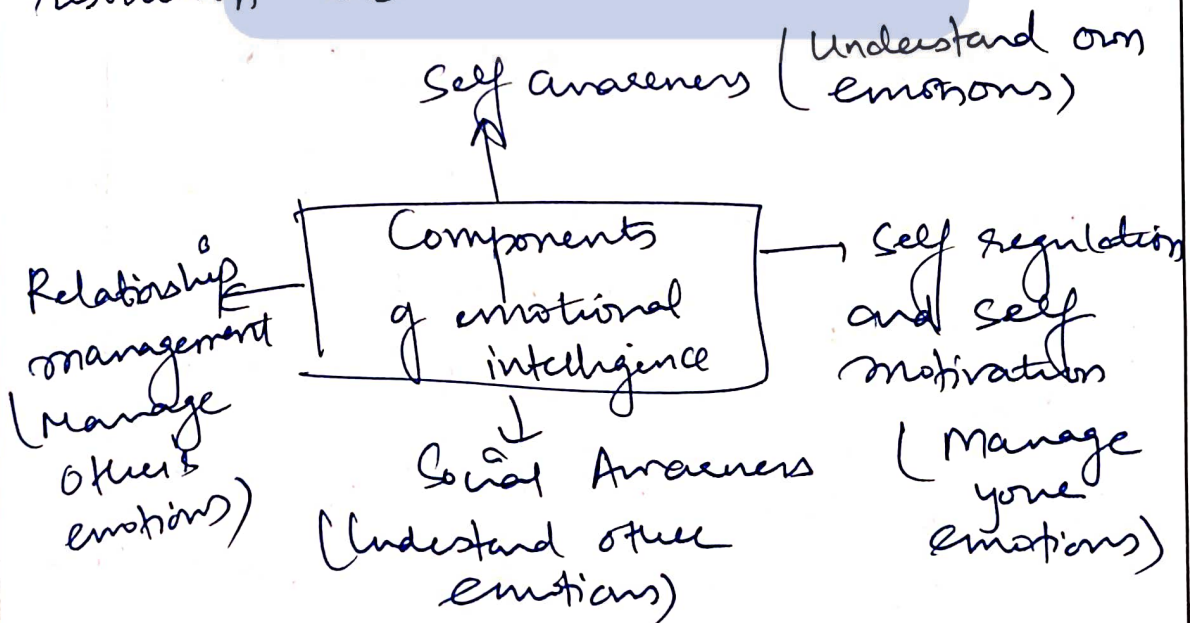 Self awareness (Understand own
emotions)
Components
of emotional
intelligence
Relationship
management
(Manage
others
emotions)
Self regulation
and self
motivation
(Manage
your
emotions)
Social Awareness
(Understand other
emotions)